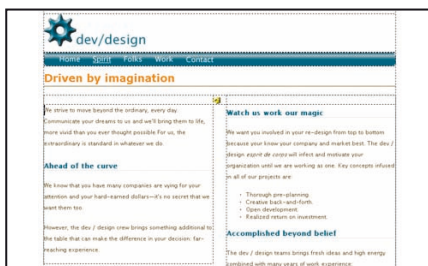 dev/design
Home Spirit Folks Work Contact
Driven by imagination
We strive to move beyond the ordinary, every day.
Communicate your dreams to us and we'll bring them to life,
more vivid than you ever thought possible For us, the
extraordinary is standard in whatever we do.
Ahead of the curve
We know that you have many companies are vying for your
attention and your hard-earned dollars—it's no secret that we
want them too.
However, the dev / design crew brings something additional to
the table that can make the difference in your decision: far-
reaching experience
Watch us work our magic
We want you involved in your re-design from top to bottom
because your know your company and market best. The dev /
design esprit de corps will infect and motivate your
organization until we are working as one. Key concepts infused
in all of our projects are
Thorough pre-planning.
Creative back-and-forth.
Open development.
Realized return on investment.
Accomplished beyond belief
The dev / design teams brings fresh ideas and high energy
combined with many years of work experience.